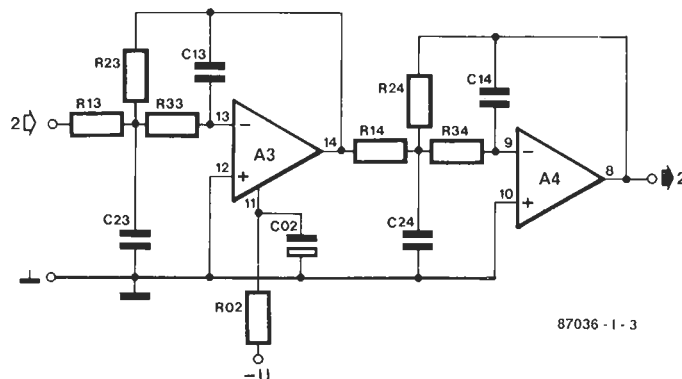 C13
R23
R13
R33
13
−
A3
14
12
+
11
C23
C02
R02
−U
C14
R24
R14
R34
9
−
A4
8
10
+
C24
2
2
87036 - I - 3